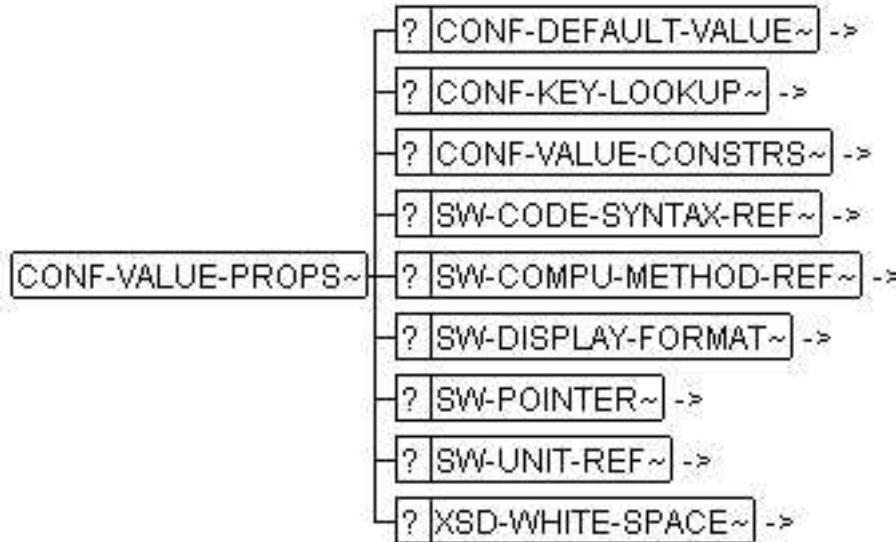 ? CONF-DEFAULT-VALUE~ ->
? CONF-KEY-LOOKUP~ ->
? CONF-VALUE-CONSTRS~ ->
? SW-CODE-SYNTAX-REF~ ->
CONF-VALUE-PROPS~ ? SW-COMPU-METHOD-REF~ ->
? SW-DISPLAY-FORMAT~ ->
? SW-POINTER~ ->
? SW-UNIT-REF~ ->
? XSD-WHITE-SPACE~ ->